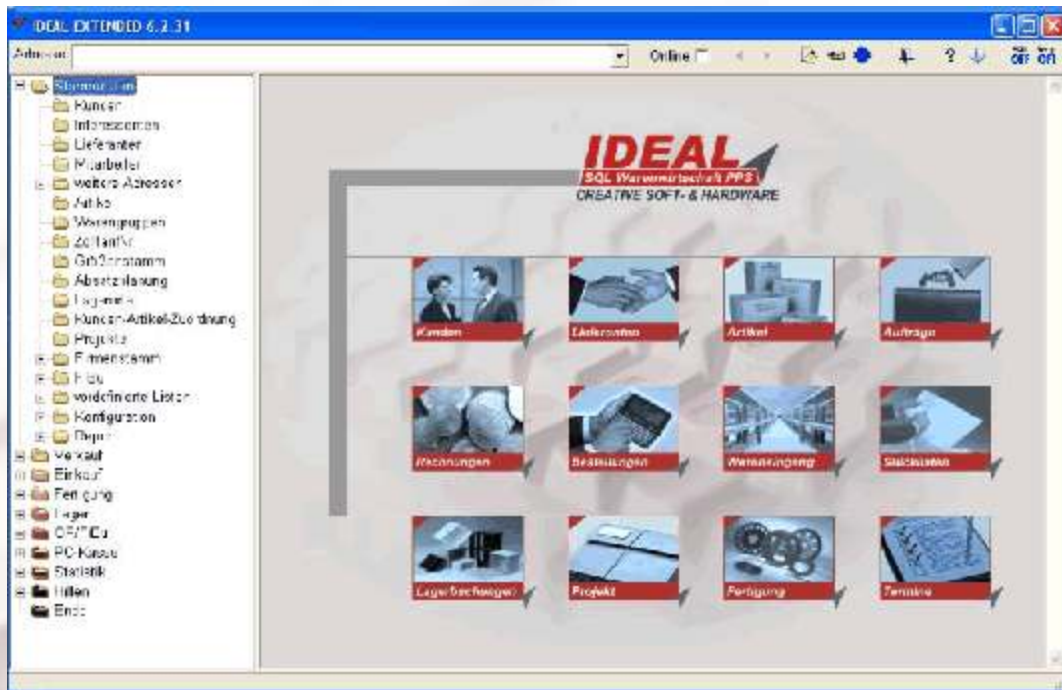 IDEAL EXTENDED 6.2.31
Online
?
OFF
Kunden
Interessenten
Lieferanten
Mitarbeiter
weitere Adressen
Artikel
Warengruppen
Größenstamm
Absatzplanung
Lagerorte
Kunden-Artikel-Zuordnung
Projekte
Firmenstamm
FiBu
vordefinierte Listen
Konfiguration
Verkauf
Einkauf
Fertigung
Lager
PC-Kasse
Statistik
Hilfen
Ende
IDEAL
SQL Warenwirtschaft PPS
CREATIVE SOFT- & HARDWARE
Kunden
Lieferanten
Artikel
Aufträge
Rechnungen
Bestellungen
Wareneingang
Stücklisten
Projekt
Fertigung
Termine